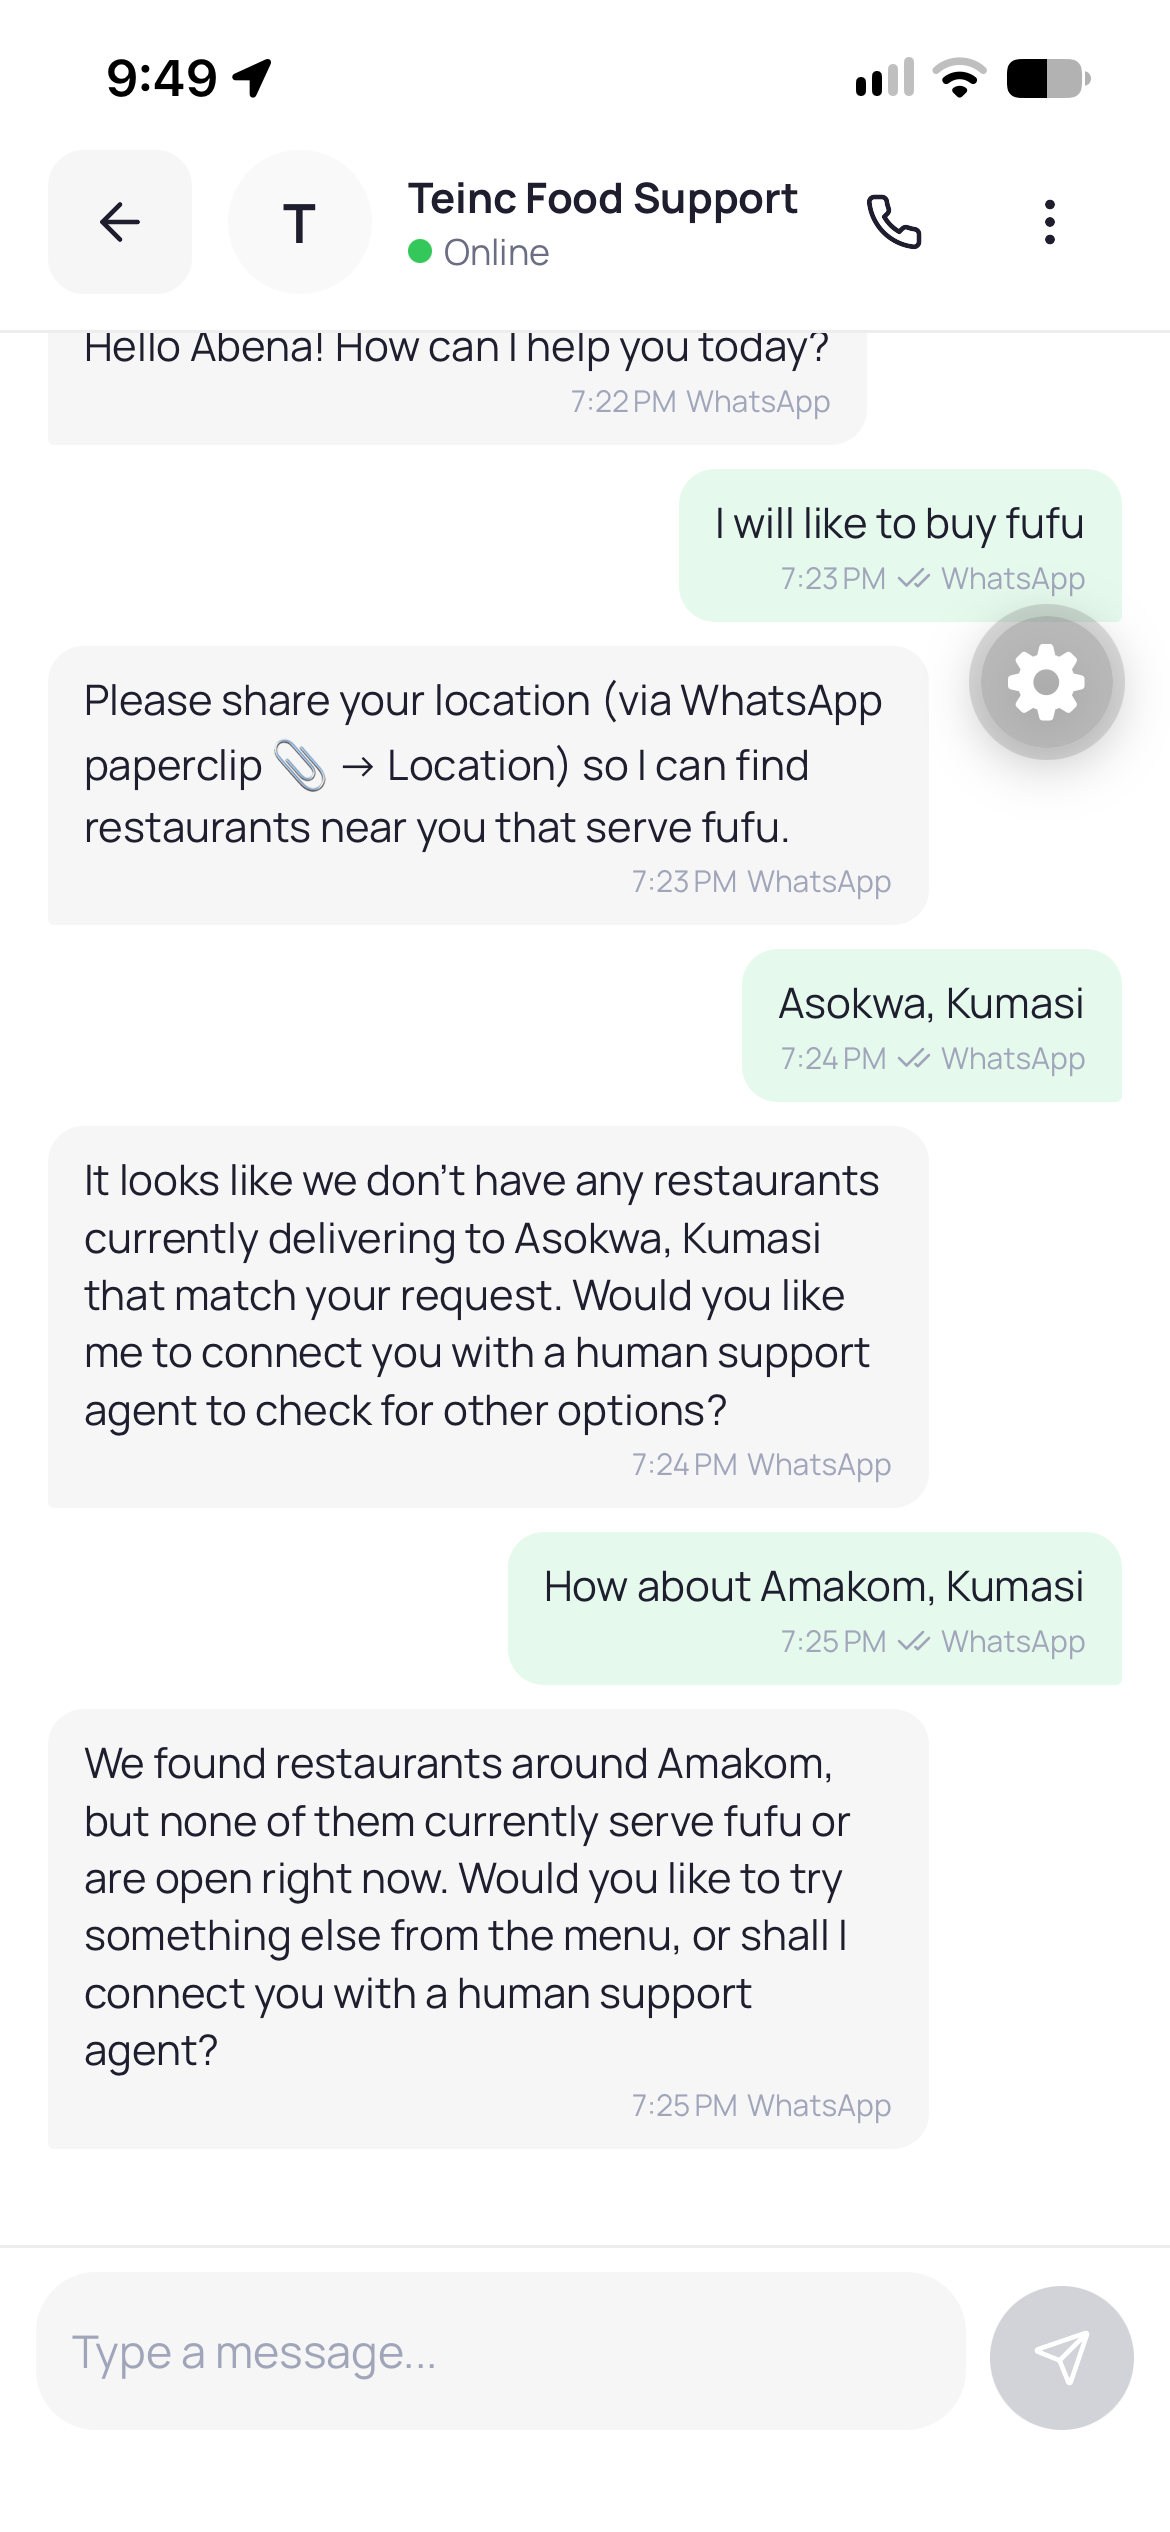 9:49
T
Teinc Food Support
Online
Hello Abena! How can I help you today?
7:22 PM WhatsApp
I will like to buy fufu
7:23 PM WhatsApp
Please share your location (via WhatsApp
paperclip 📎 → Location) so I can find
restaurants near you that serve fufu.
7:23 PM WhatsApp
Asokwa, Kumasi
7:24 PM WhatsApp
It looks like we don't have any restaurants
currently delivering to Asokwa, Kumasi
that match your request. Would you like
me to connect you with a human support
agent to check for other options?
7:24 PM WhatsApp
How about Amakom, Kumasi
7:25 PM WhatsApp
We found restaurants around Amakom,
but none of them currently serve fufu or
are open right now. Would you like to try
something else from the menu, or shall I
connect you with a human support
agent?
7:25 PM WhatsApp
Type a message...